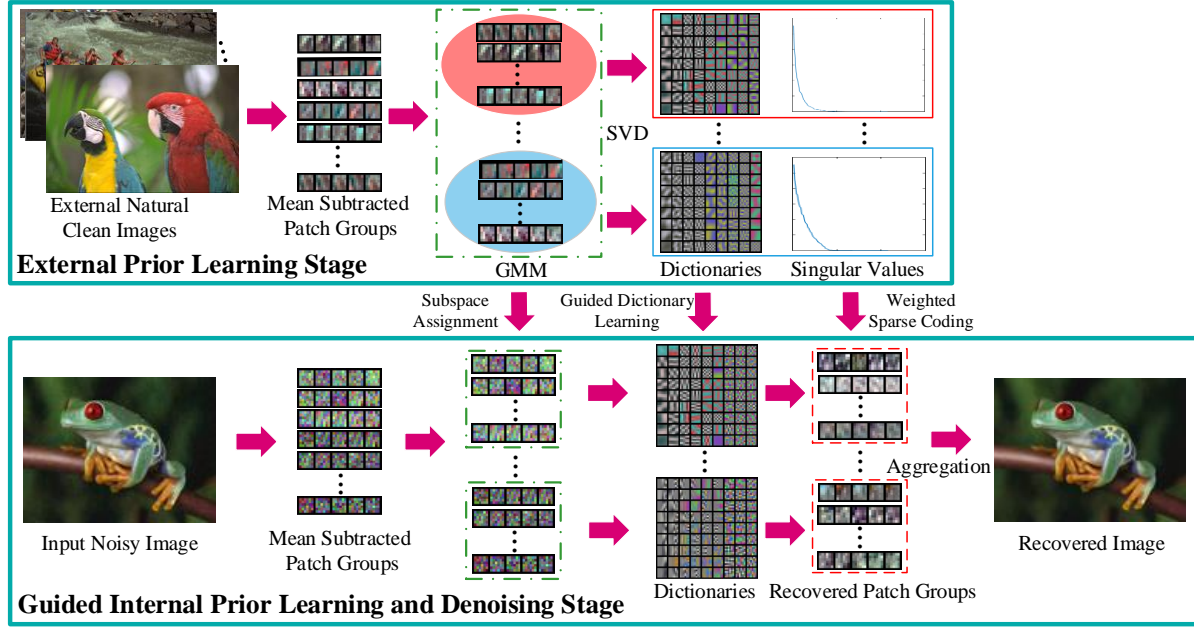 External Natural
Clean Images
Mean Subtracted
Patch Groups
GMM
SVD
Dictionaries
Singular Values
External Prior Learning Stage
Subspace
Assignment
Guided Dictionary
Learning
Weighted
Sparse Coding
Input Noisy Image
Mean Subtracted
Patch Groups
Dictionaries
Recovered Patch Groups
Aggregation
Recovered Image
Guided Internal Prior Learning and Denoising Stage